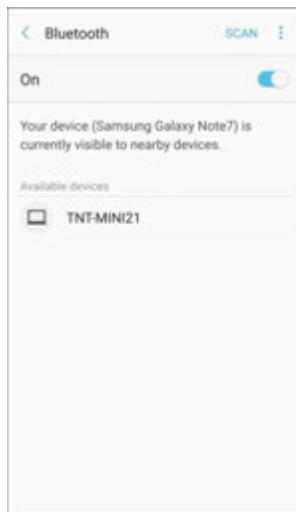 Bluetooth
SCAN
On
Your device (Samsung Galaxy Note7) is
currently visible to nearby devices.
Available devices
TNT-MINI21